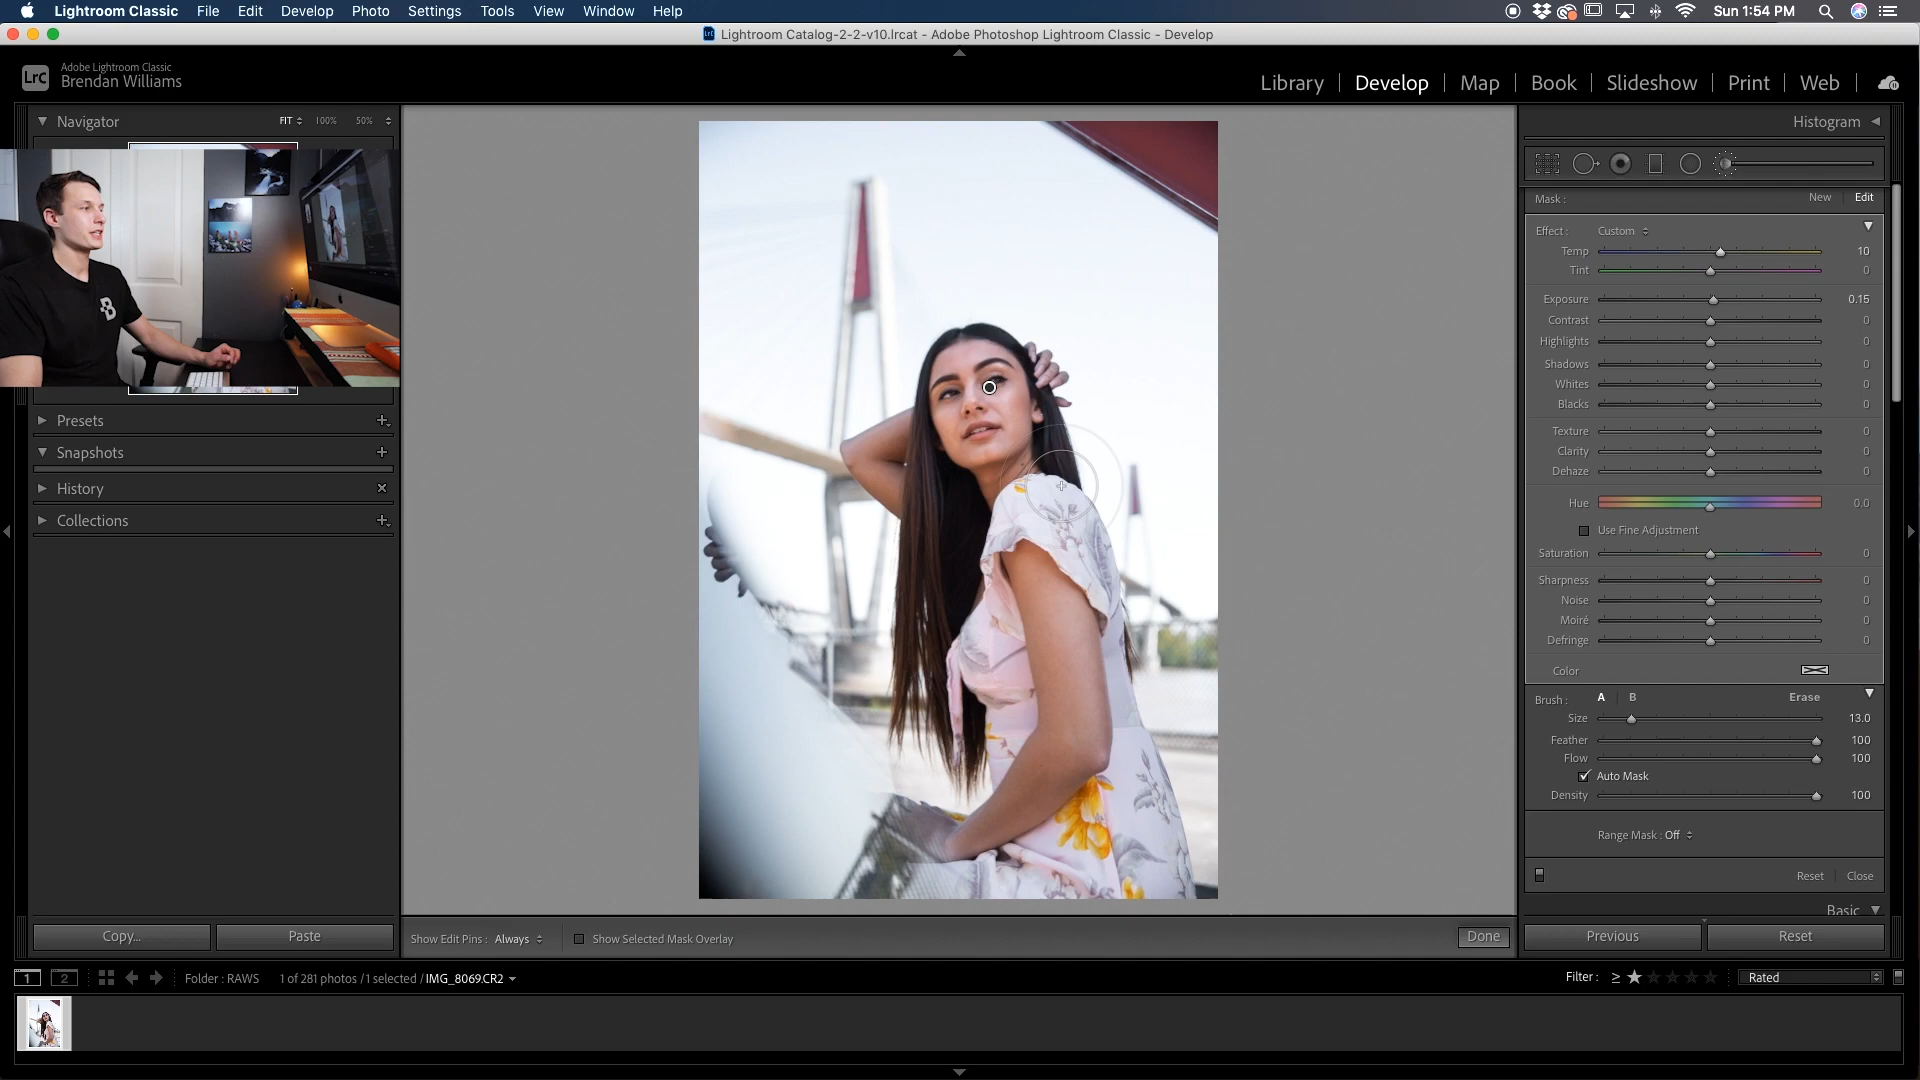 Lightroom Classic File Edit Develop Photo Settings Tools View Window Help Sun 1:54 PM
Lightroom Catalog-2-2-v10.lrcat - Adobe Photoshop Lightroom Classic - Develop
LrC Adobe Lightroom Classic
Brendan Williams
Library | Develop | Map | Book | Slideshow | Print | Web
Navigator FIT 100% 50%
Presets
Snapshots
History
Collections
Copy... Paste
Show Edit Pins : Always Show Selected Mask Overlay Done
Histogram
Mask : New Edit
Effect : Custom
Temp 10
Tint 0
Exposure 0.15
Contrast 0
Highlights 0
Shadows 0
Whites 0
Blacks 0
Texture 0
Clarity 0
Dehaze 0
Hue 0.0
Use Fine Adjustment
Saturation 0
Sharpness 0
Noise 0
Moiré 0
Defringe 0
Color
Brush : A B Erase
Size 13.0
Feather 100
Flow 100
Auto Mask
Density 100
Range Mask : Off
Reset Close
Basic
Previous Reset
1 2 Folder : RAWS 1 of 281 photos / 1 selected / IMG_8069.CR2 Filter : ≥ Rated